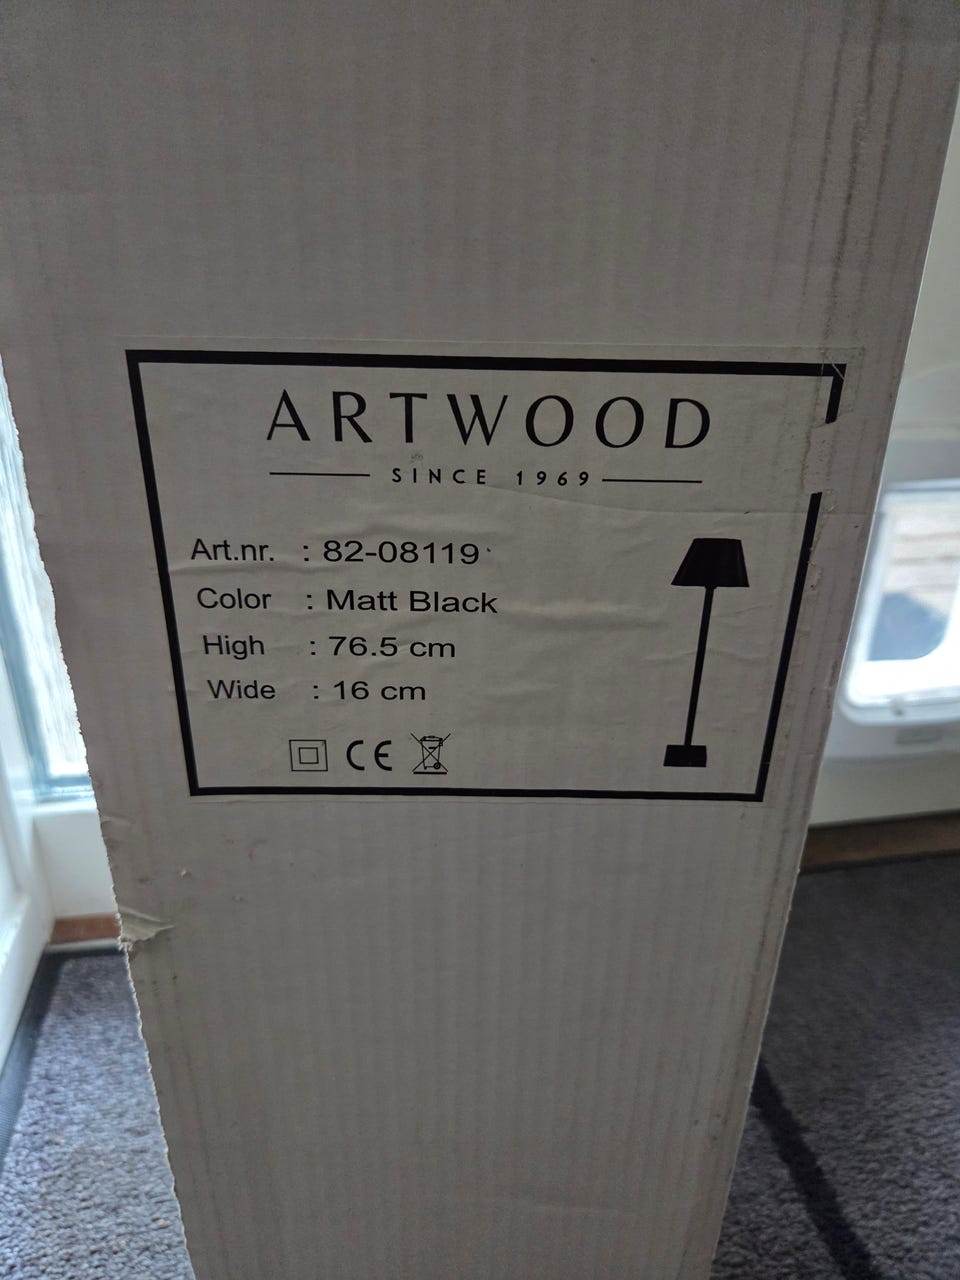 ARTWOOD
SINCE 1969
Art.nr. : 82-08119
Color : Matt Black
High : 76.5 cm
Wide : 16 cm
CE